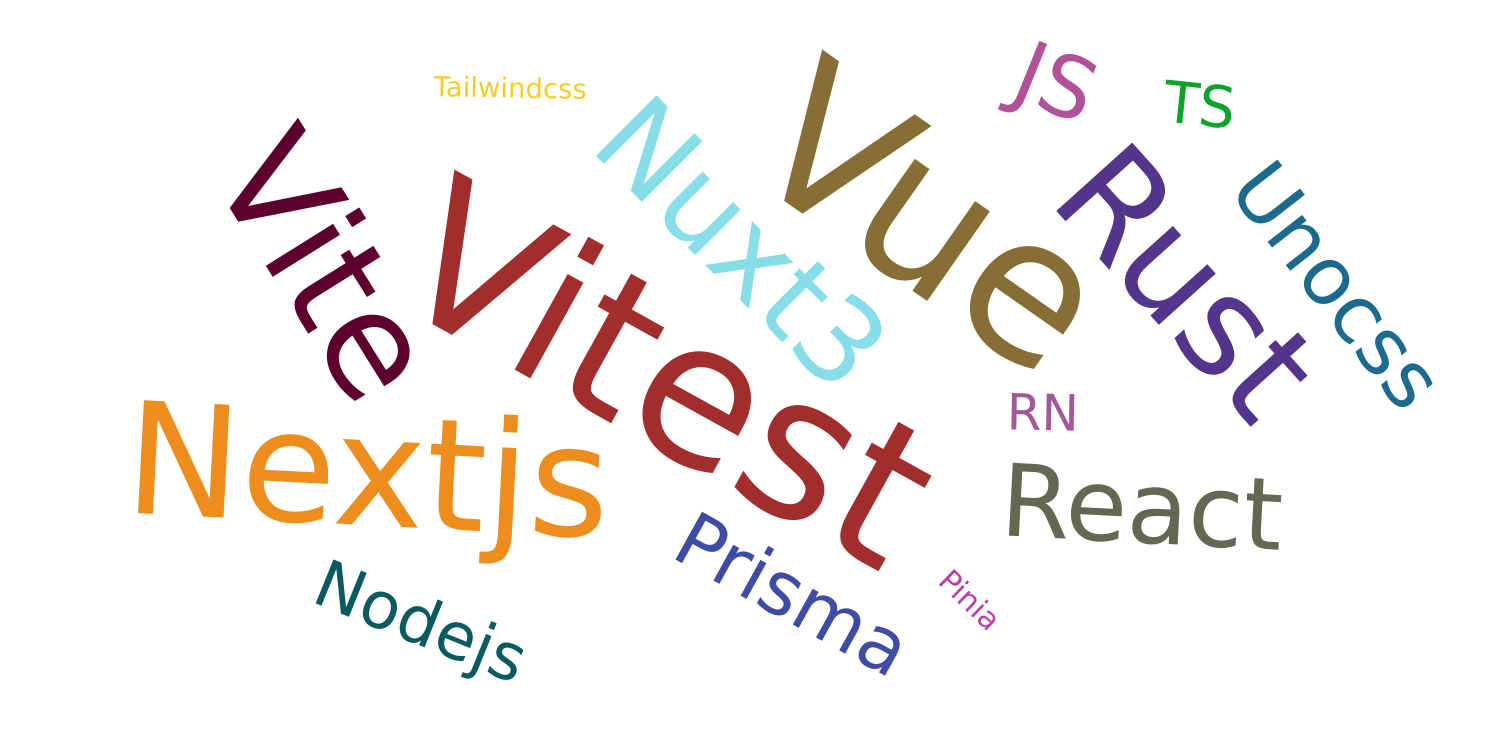 JS
TS
Tailwindcss
Vue
Nuxt3
Vite
Vitest
Rust
Unocss
RN
Nextjs
React
Prisma
Pinia
Nodejs